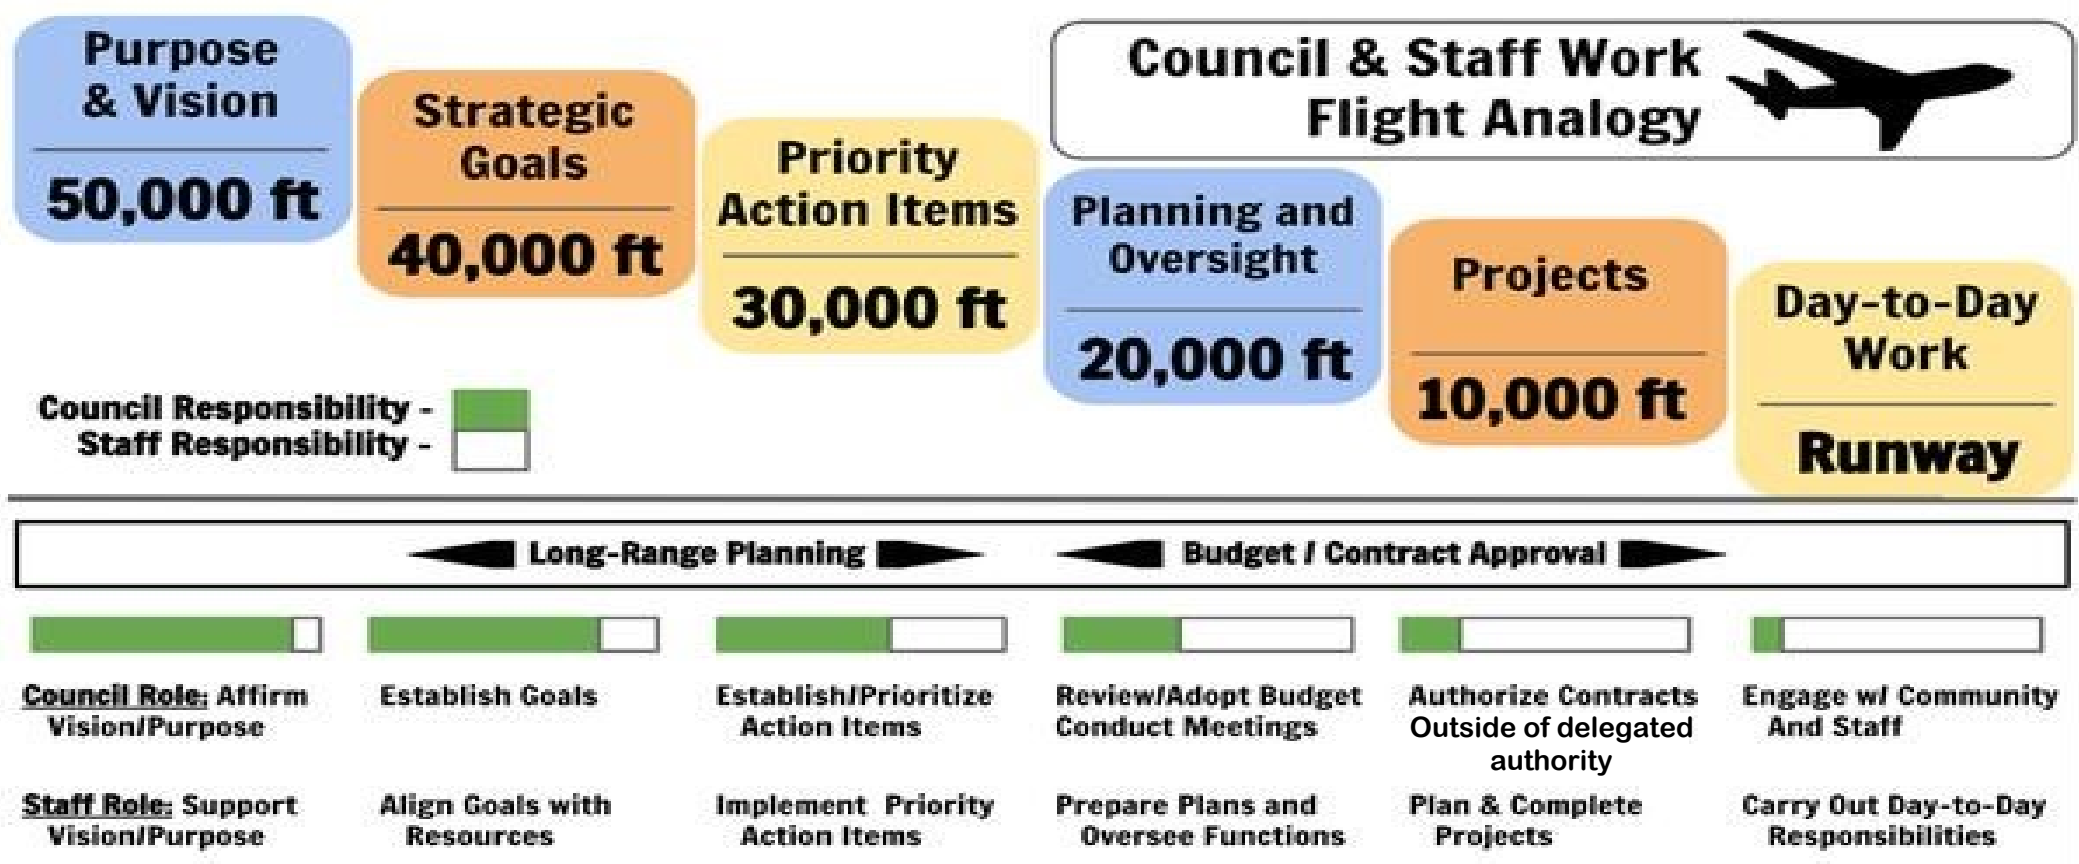 Purpose
& Vision
50,000 ft
Strategic
Goals
40,000 ft
Priority
Action Items
30,000 ft
Council & Staff Work
Flight Analogy
Planning and
Oversight
20,000 ft
Projects
10,000 ft
Day-to-Day
Work
Runway
Council Responsibility -
Staff Responsibility -
Long-Range Planning
Budget / Contract Approval
Council Role: Affirm
Vision/Purpose
Establish Goals
Establish/Prioritize
Action Items
Review/Adopt Budget
Conduct Meetings
Authorize Contracts
Outside of delegated
authority
Engage w/ Community
And Staff
Staff Role: Support
Vision/Purpose
Align Goals with
Resources
Implement Priority
Action Items
Prepare Plans and
Oversee Functions
Plan & Complete
Projects
Carry Out Day-to-Day
Responsibilities